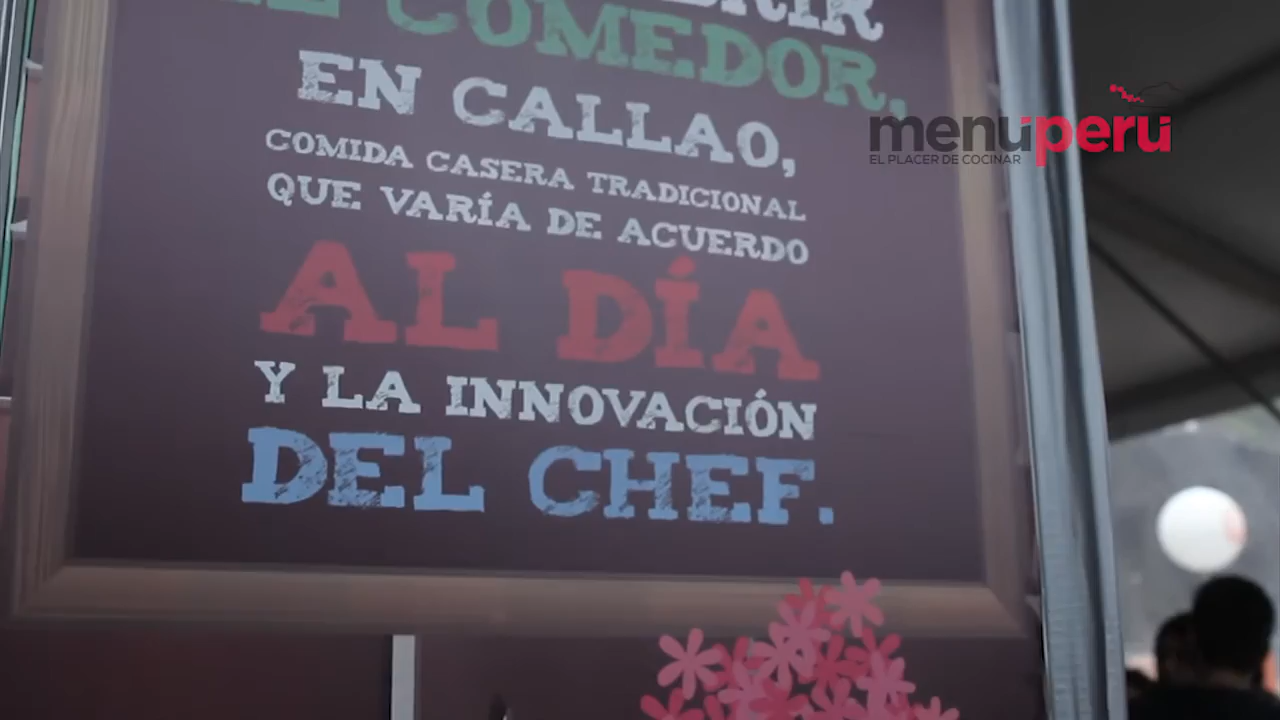 COMEDOR.
EN CALLAO,
COMIDA CASERA TRADICIONAL
QUE VARÍA DE ACUERDO
AL DÍA
Y LA INNOVACIÓN
DEL CHEF.
menúperú
EL PLACER DE COCINAR